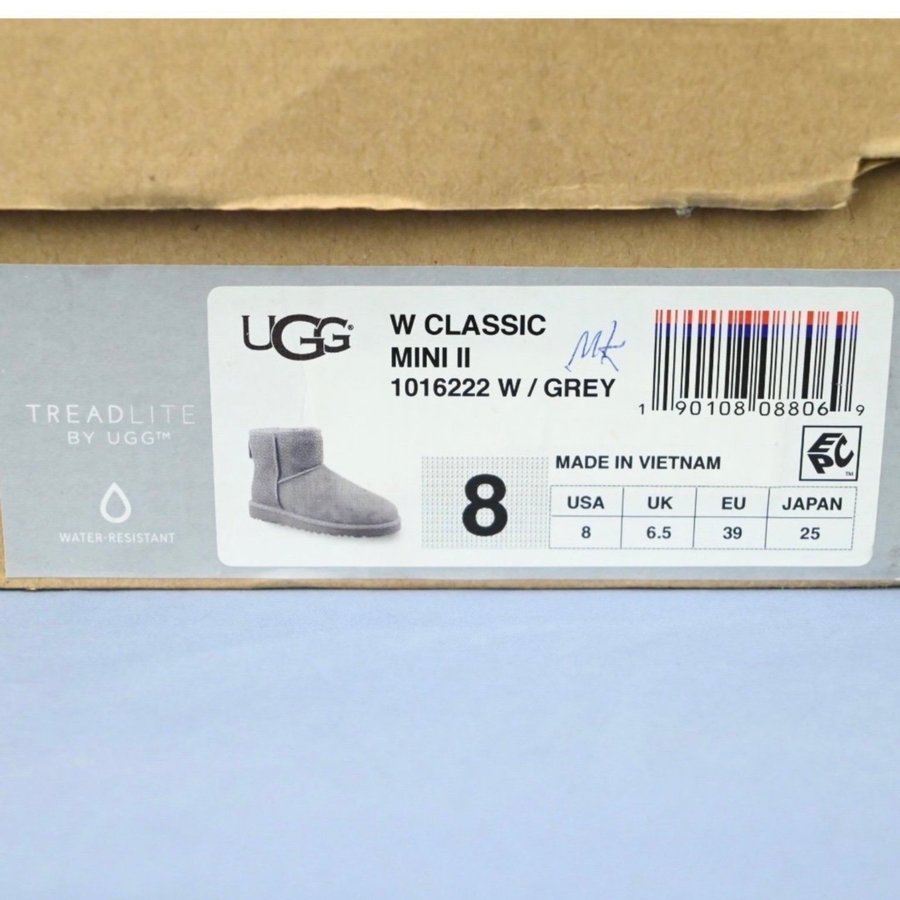 TREADLITE
BY UGG™
WATER-RESISTANT
UGG®
W CLASSIC
MINI II
1016222 W / GREY
1 90108 08806 9
EPC™
8
MADE IN VIETNAM
USA UK EU JAPAN
8 6.5 39 25